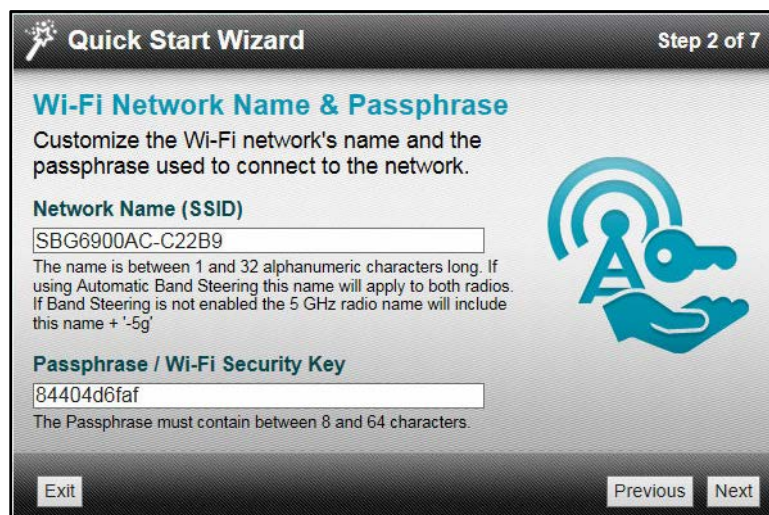 Quick Start Wizard
Step 2 of 7
Wi-Fi Network Name & Passphrase
Customize the Wi-Fi network's name and the
passphrase used to connect to the network.
Network Name (SSID)
SBG6900AC-C22B9
The name is between 1 and 32 alphanumeric characters long. If
using Automatic Band Steering this name will apply to both radios.
If Band Steering is not enabled the 5 GHz radio name will include
this name + '-5g'
Passphrase / Wi-Fi Security Key
84404d6faf
The Passphrase must contain between 8 and 64 characters.
Exit
Previous
Next